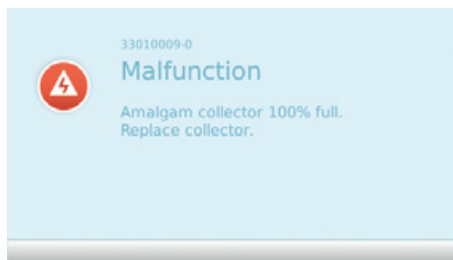 33010009-0
Malfunction
Amalgam collector 100% full.
Replace collector.